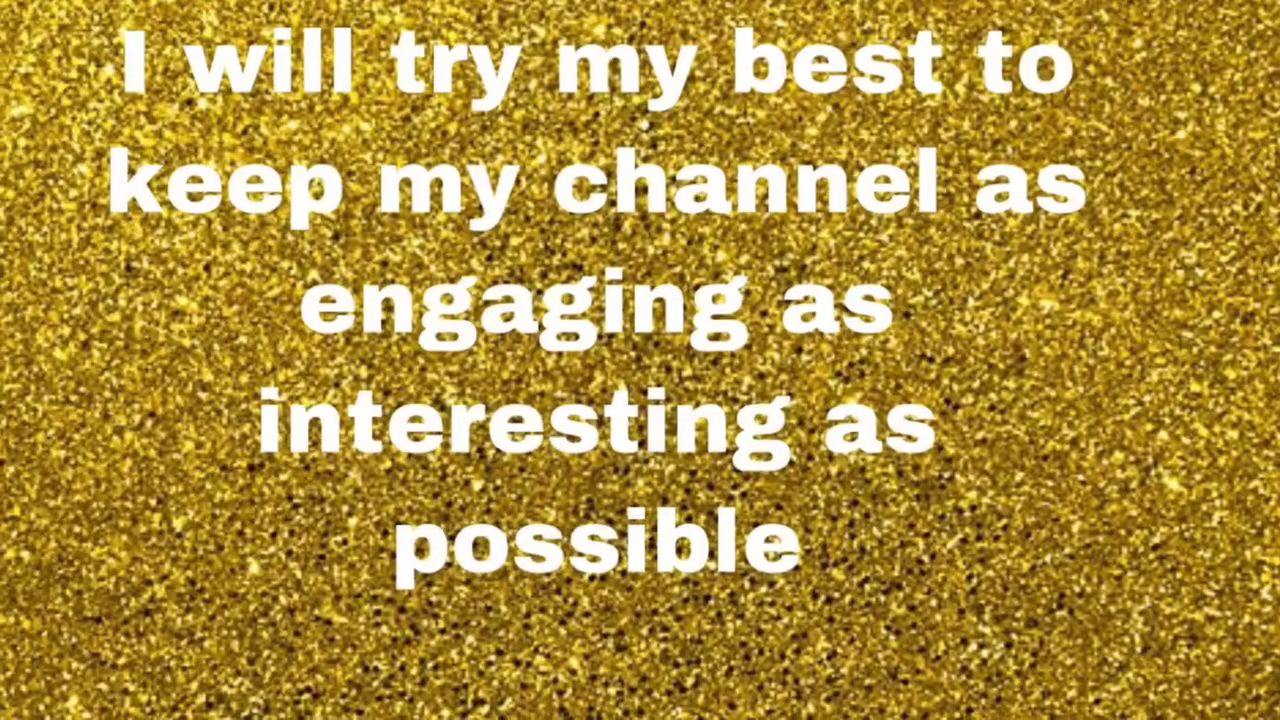 I will try my best to
keep my channel as
engaging as
interesting as
possible